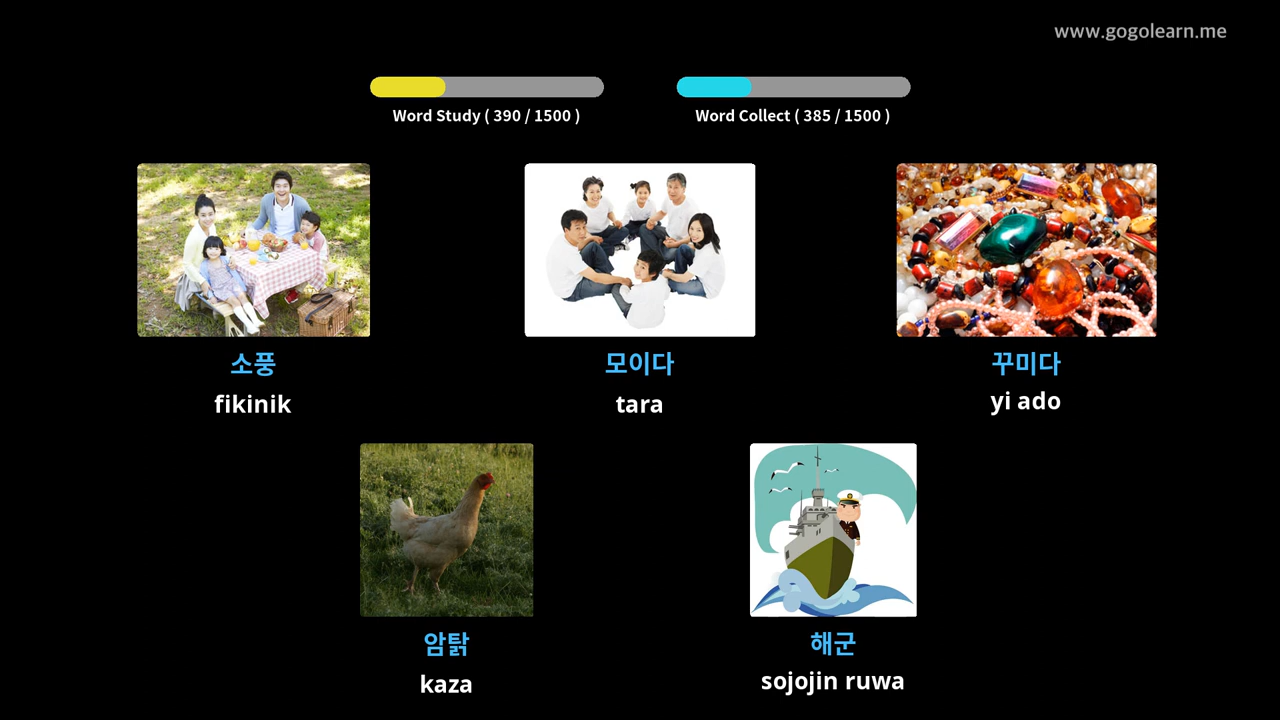 www.gogolearn.me
Word Study ( 390 / 1500 )
Word Collect ( 385 / 1500 )
소풍
fikinik
모이다
tara
꾸미다
yi ado
암탉
kaza
해군
sojojin ruwa